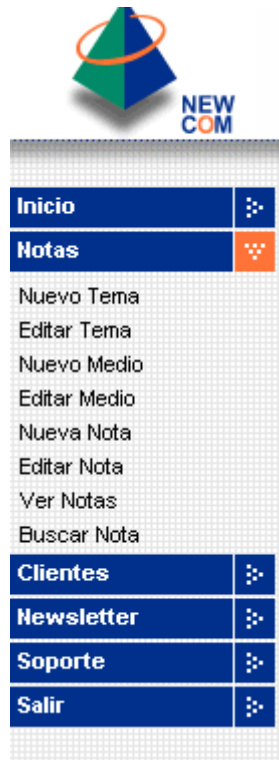 NEW
COM
Inicio
Notas
Nuevo Tema
Editar Tema
Nuevo Medio
Editar Medio
Nueva Nota
Editar Nota
Ver Notas
Buscar Nota
Clientes
Newsletter
Soporte
Salir